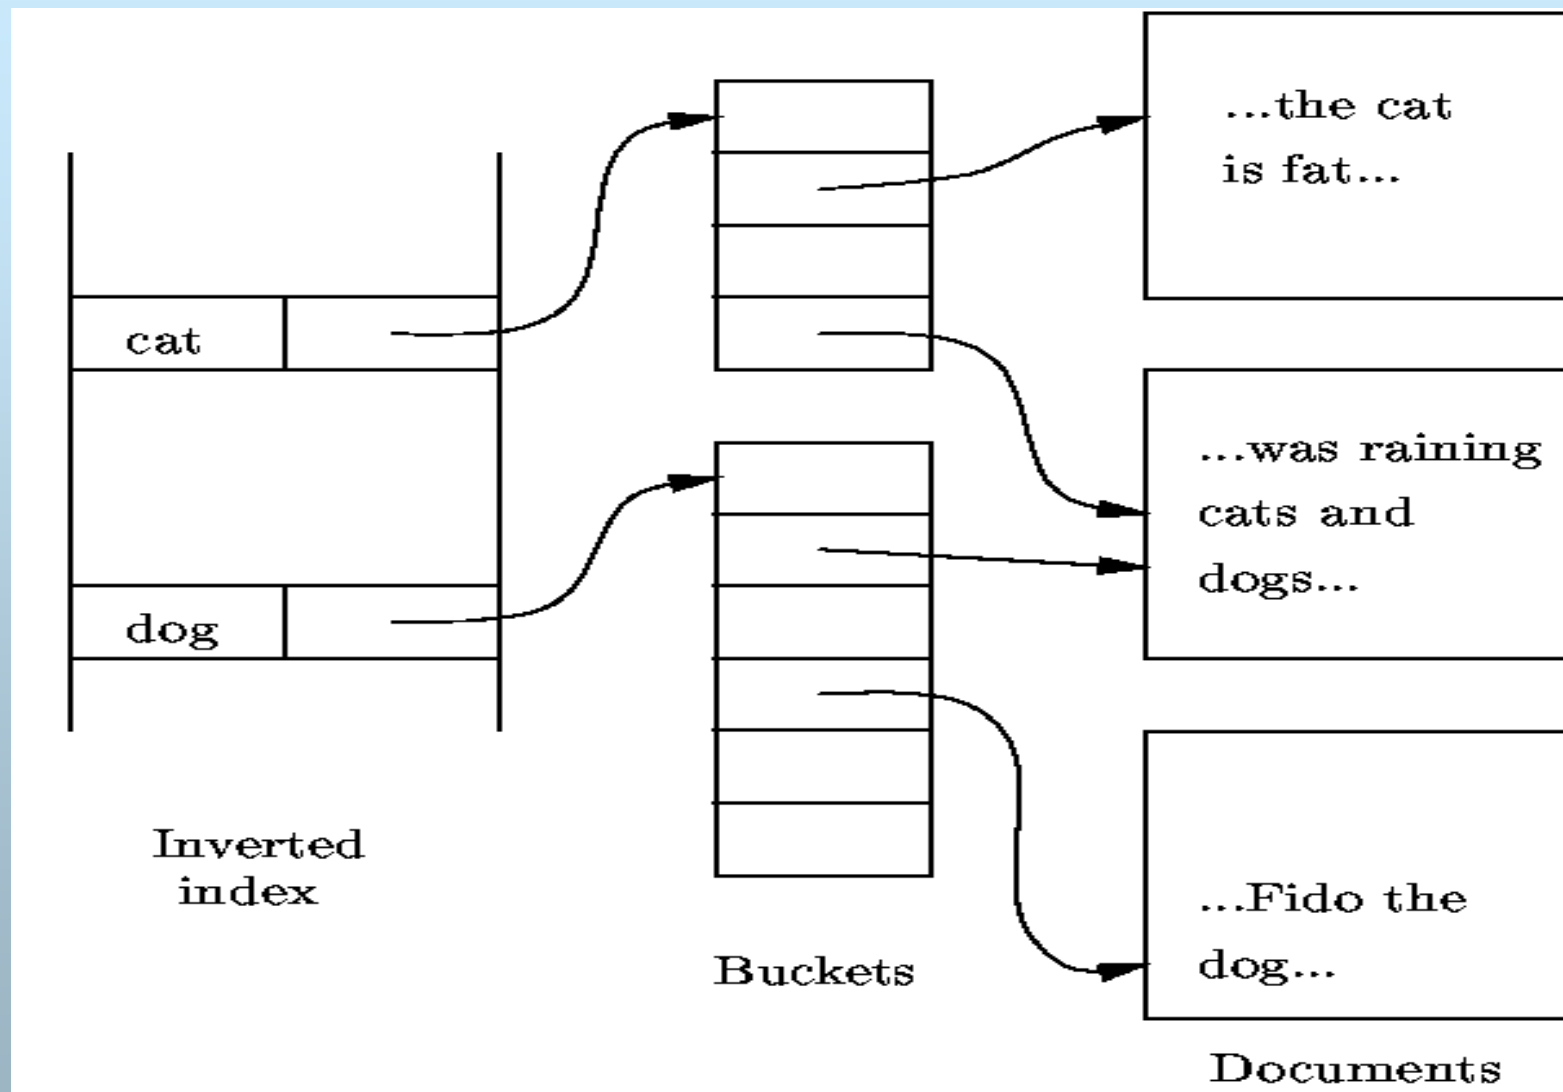 ...the cat
is fat...
cat
...was raining
cats and
dogs...
dog
Inverted
index
...Fido the
dog...
Buckets
Documents